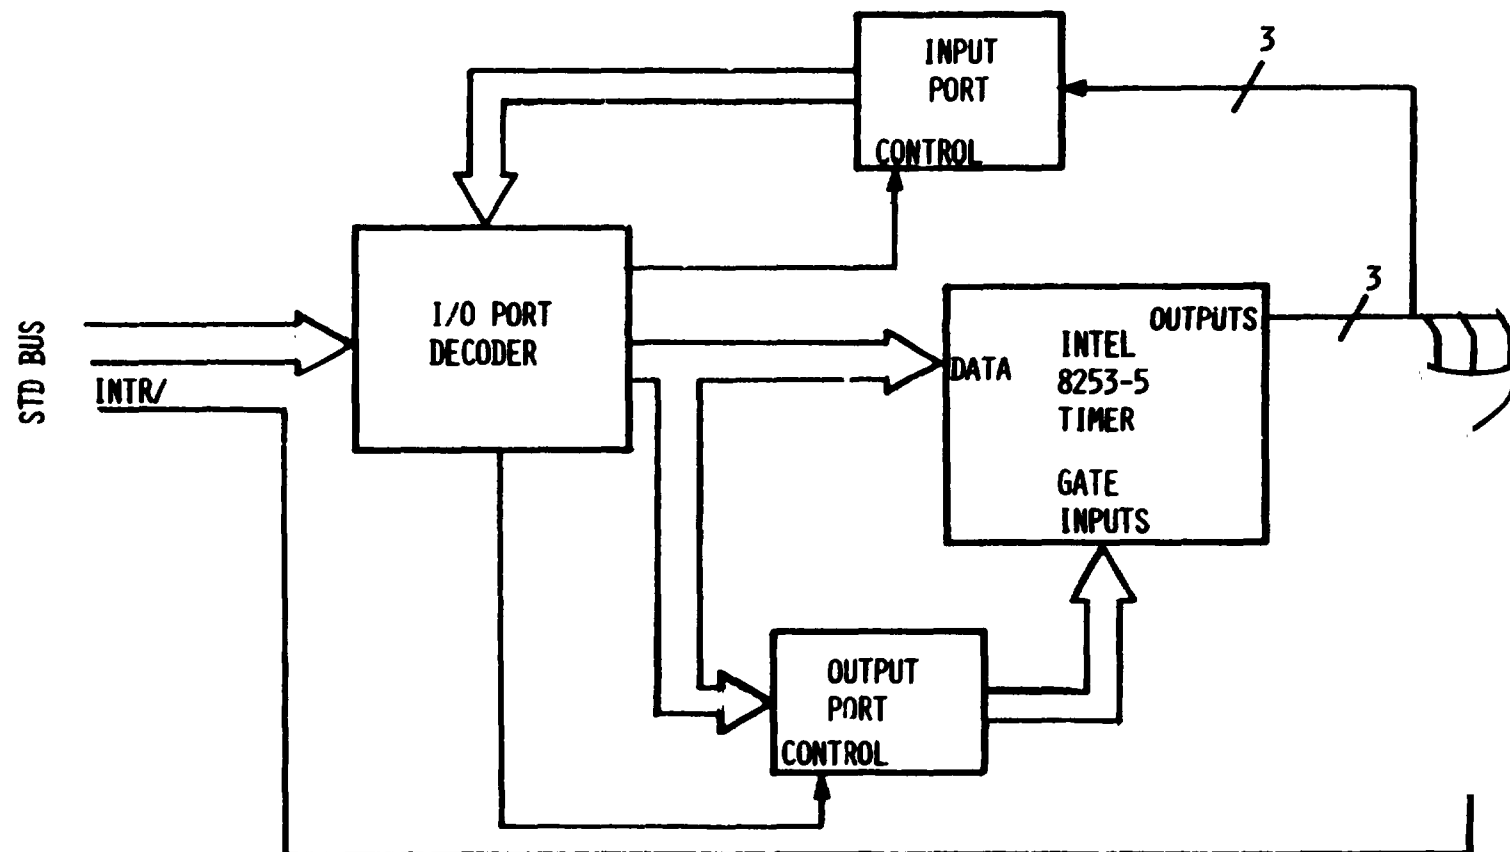 INPUT
PORT
CONTROL
3
STD BUS
INTR/
I/O PORT
DECODER
3
OUTPUTS
INTEL
8253-5
TIMER
DATA
GATE
INPUTS
OUTPUT
PORT
CONTROL